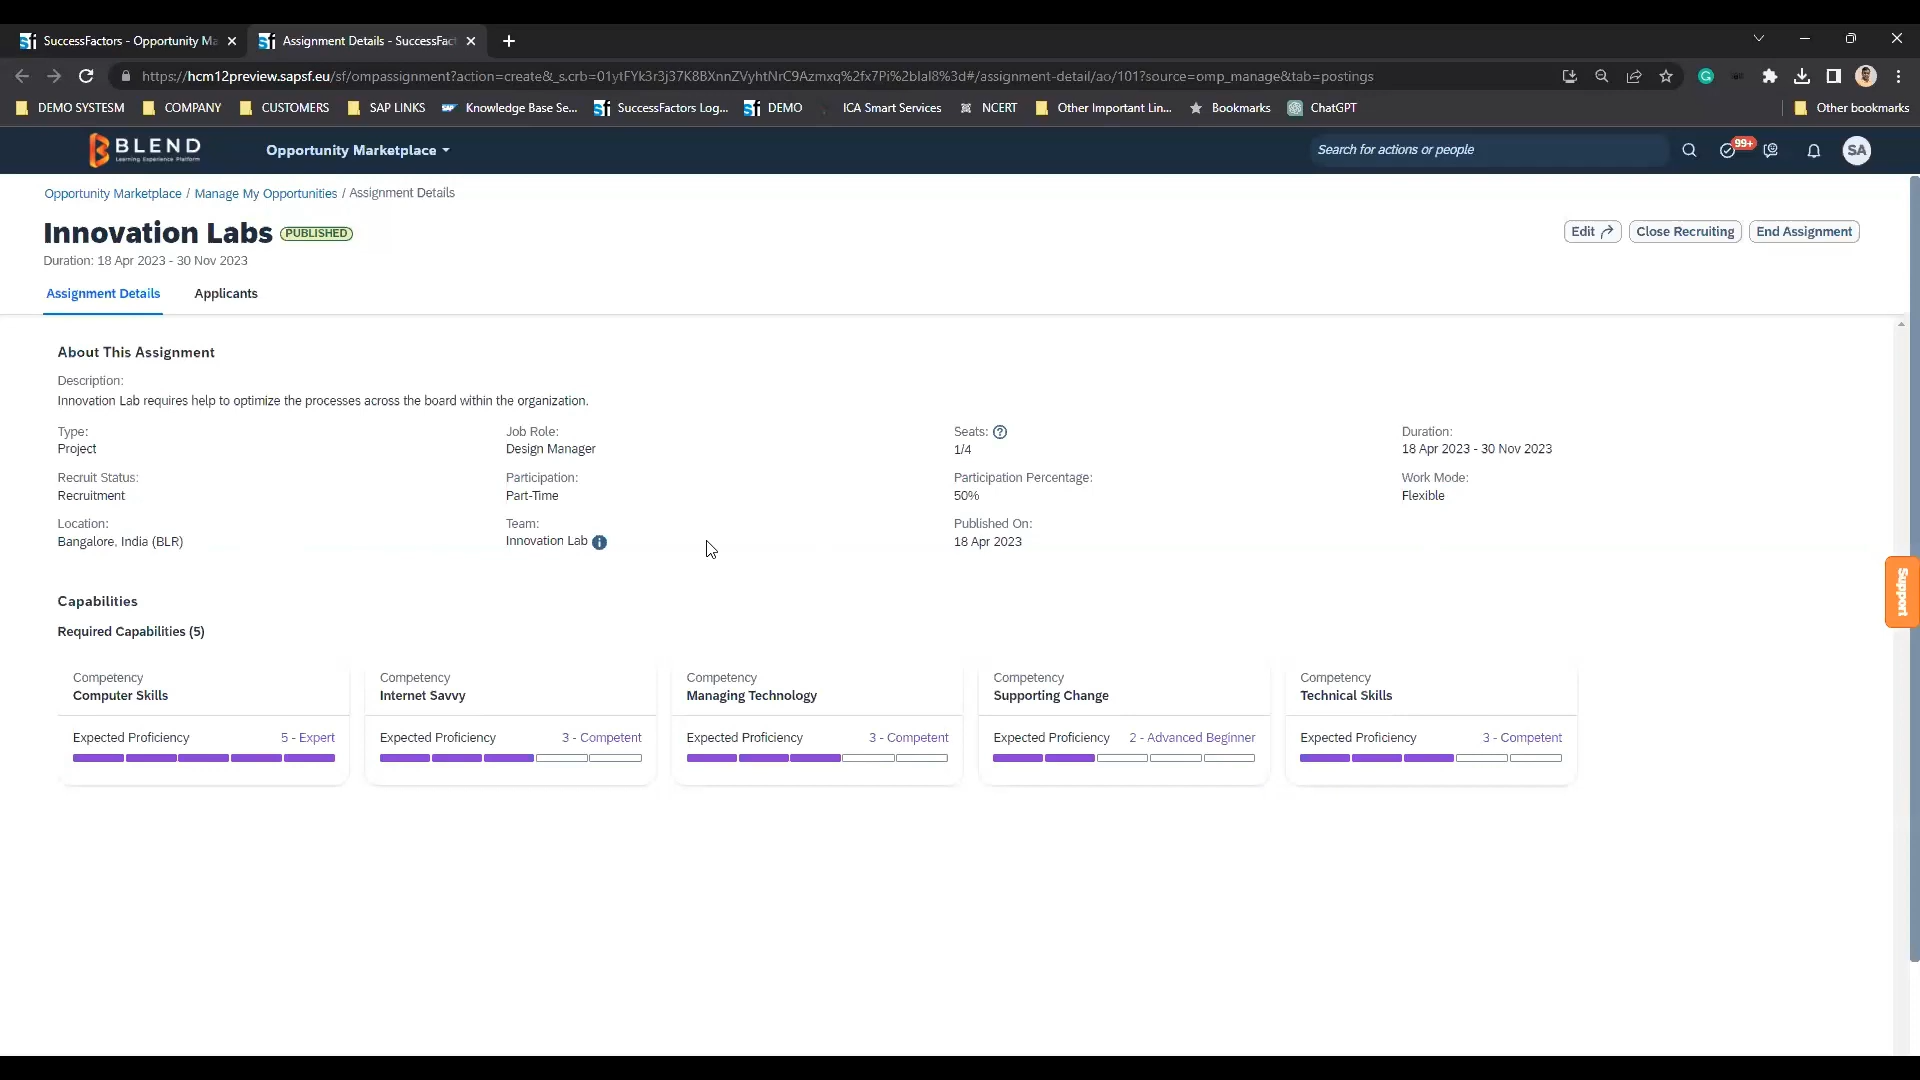 SuccessFactors - Opportunity Ma
Assignment Details - SuccessFact
https://hcm12preview.sapsf.eu/sf/ompassignment?action=create&_s.crb=01ytFYk3r3j37K8BXnnZVyhtNrC9Azmxq%2fx7Pi%2bIal8%3d#/assignment-detail/ao/101?source=omp_manage&tab=postings
DEMO SYSTESM COMPANY CUSTOMERS SAP LINKS Knowledge Base Se... SuccessFactors Log... DEMO ICA Smart Services NCERT Other Important Lin... Bookmarks ChatGPT Other bookmarks
BLEND
Learning Experience Platform
Opportunity Marketplace
Search for actions or people
99+
SA
Opportunity Marketplace / Manage My Opportunities / Assignment Details
Innovation Labs PUBLISHED
Edit Close Recruiting End Assignment
Duration: 18 Apr 2023 - 30 Nov 2023
Assignment Details Applicants
About This Assignment
Description:
Innovation Lab requires help to optimize the processes across the board within the organization.
Type: Job Role: Seats: Duration:
Project Design Manager 1/4 18 Apr 2023 - 30 Nov 2023
Recruit Status: Participation: Participation Percentage: Work Mode:
Recruitment Part-Time 50% Flexible
Location: Team: Published On:
Bangalore, India (BLR) Innovation Lab 18 Apr 2023
Support
Capabilities
Required Capabilities (5)
Competency Competency Competency Competency Competency
Computer Skills Internet Savvy Managing Technology Supporting Change Technical Skills
Expected Proficiency 5 - Expert Expected Proficiency 3 - Competent Expected Proficiency 3 - Competent Expected Proficiency 2 - Advanced Beginner Expected Proficiency 3 - Competent